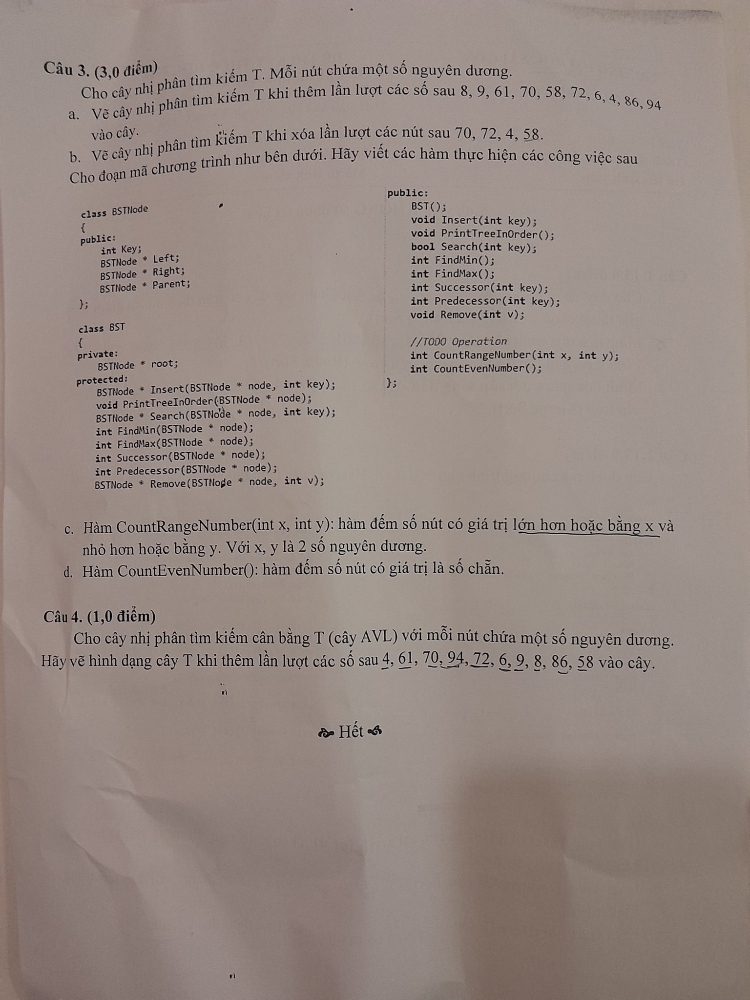 Câu 3. (3,0 điểm)
Cho cây nhị phân tìm kiếm T. Mỗi nút chứa một số nguyên dương.
a. Vẽ cây nhị phân tìm kiếm T khi thêm lần lượt các số sau 8, 9, 61, 70, 58, 72, 6, 4, 86, 94
vào cây.
b. Vẽ cây nhị phân tìm kiếm T khi xóa lần lượt các nút sau 70, 72, 4, 58.
Cho đoạn mã chương trình như bên dưới. Hãy viết các hàm thực hiện các công việc sau
class BSTNode
{
public:
int Key;
BSTNode * Left;
BSTNode * Right;
BSTNode * Parent;
};
class BST
{
private:
BSTNode * root;
protected:
BSTNode * Insert(BSTNode * node, int key);
void PrintTreeInOrder(BSTNode * node);
BSTNode * Search(BSTNode * node, int key);
int FindMin(BSTNode * node);
int FindMax(BSTNode * node);
int Successor(BSTNode * node);
int Predecessor(BSTNode * node);
BSTNode * Remove(BSTNode * node, int v);
public:
BST();
void Insert(int key);
void PrintTreeInOrder();
bool Search(int key);
int FindMin();
int FindMax();
int Successor(int key);
int Predecessor(int key);
void Remove(int v);
//TODO Operation
int CountRangeNumber(int x, int y);
int CountEvenNumber();
};
c. Hàm CountRangeNumber(int x, int y): hàm đếm số nút có giá trị lớn hơn hoặc bằng x và
nhỏ hơn hoặc bằng y. Với x, y là 2 số nguyên dương.
d. Hàm CountEvenNumber(): hàm đếm số nút có giá trị là số chẵn.
Câu 4. (1,0 điểm)
Cho cây nhị phân tìm kiếm cân bằng T (cây AVL) với mỗi nút chứa một số nguyên dương.
Hãy vẽ hình dạng cây T khi thêm lần lượt các số sau 4, 61, 70, 94, 72, 6, 9, 8, 86, 58 vào cây.
Hết